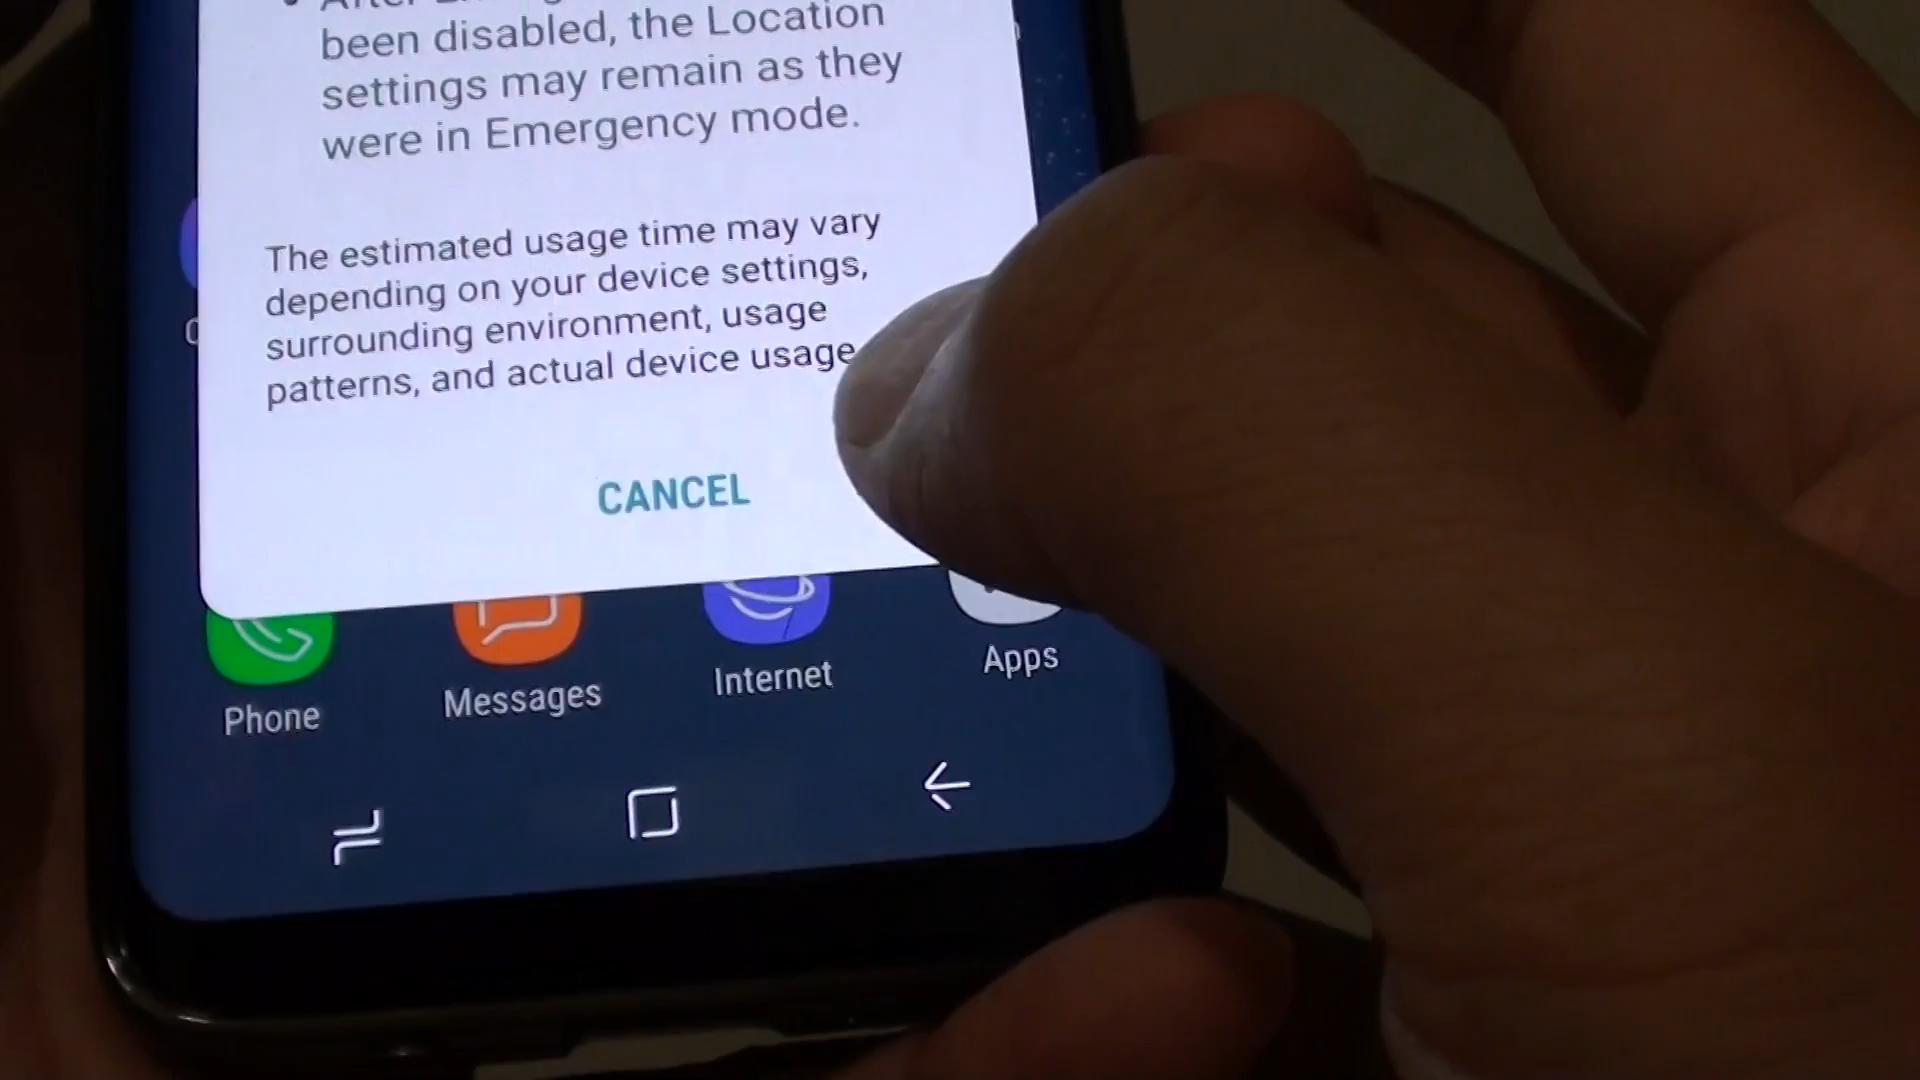 been disabled, the Location
settings may remain as they
were in Emergency mode.
The estimated usage time may vary
depending on your device settings,
surrounding environment, usage
patterns, and actual device usage
CANCEL
Phone
Messages
Internet
Apps